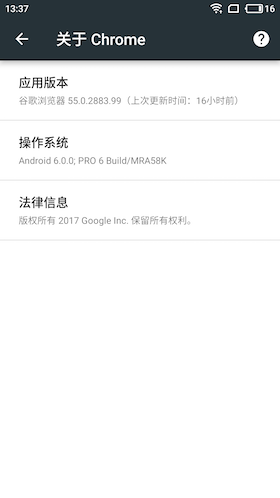 13:37
16
关于 Chrome
应用版本
谷歌浏览器 55.0.2883.99（上次更新时间：16小时前）
操作系统
Android 6.0.0; PRO 6 Build/MRA58K
法律信息
版权所有 2017 Google Inc. 保留所有权利。